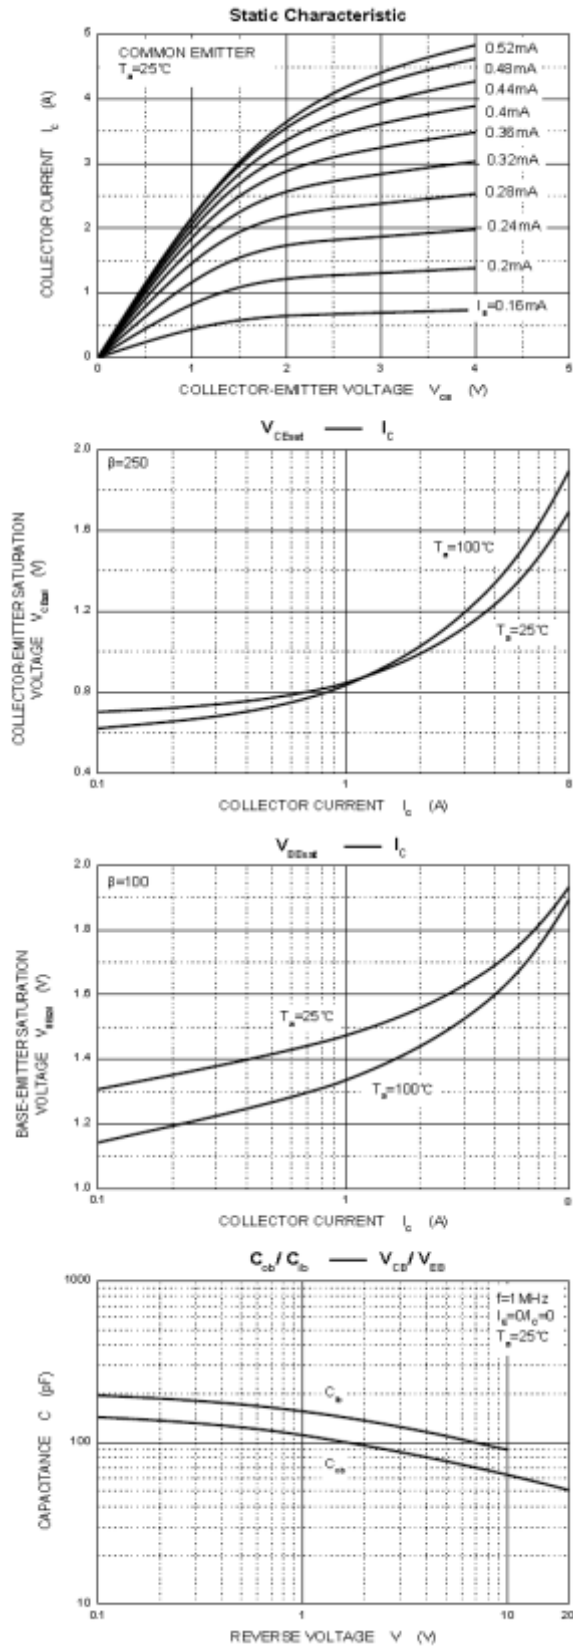 Static Characteristic
COMMON EMITTER
Ta=25℃
0.52mA
0.48mA
0.44mA
0.4mA
0.36mA
0.32mA
0.28mA
0.24mA
0.2mA
IB=0.16mA
COLLECTOR CURRENT IC (A)
5
4
3
2
1
0
0 1 2 3 4 5
COLLECTOR-EMITTER VOLTAGE VCE (V)
VCEsat —— IC
β=250
Ta=100℃
Ta=25℃
COLLECTOR-EMITTER SATURATION
VOLTAGE VCEsat (V)
2.0
1.6
1.2
0.8
0.4
0.1 1 8
COLLECTOR CURRENT IC (A)
VBEsat —— IC
β=100
Ta=25℃
Ta=100℃
BASE-EMITTER SATURATION
VOLTAGE VBEsat (V)
2.0
1.8
1.6
1.4
1.2
1.0
0.1 1 8
COLLECTOR CURRENT IC (A)
Cob/ Cib —— VCB/ VEB
f=1MHz
IE=0/IC=0
Ta=25℃
Cib
Cob
CAPACITANCE C (pF)
1000
100
10
0.1 1 10 20
REVERSE VOLTAGE V (V)